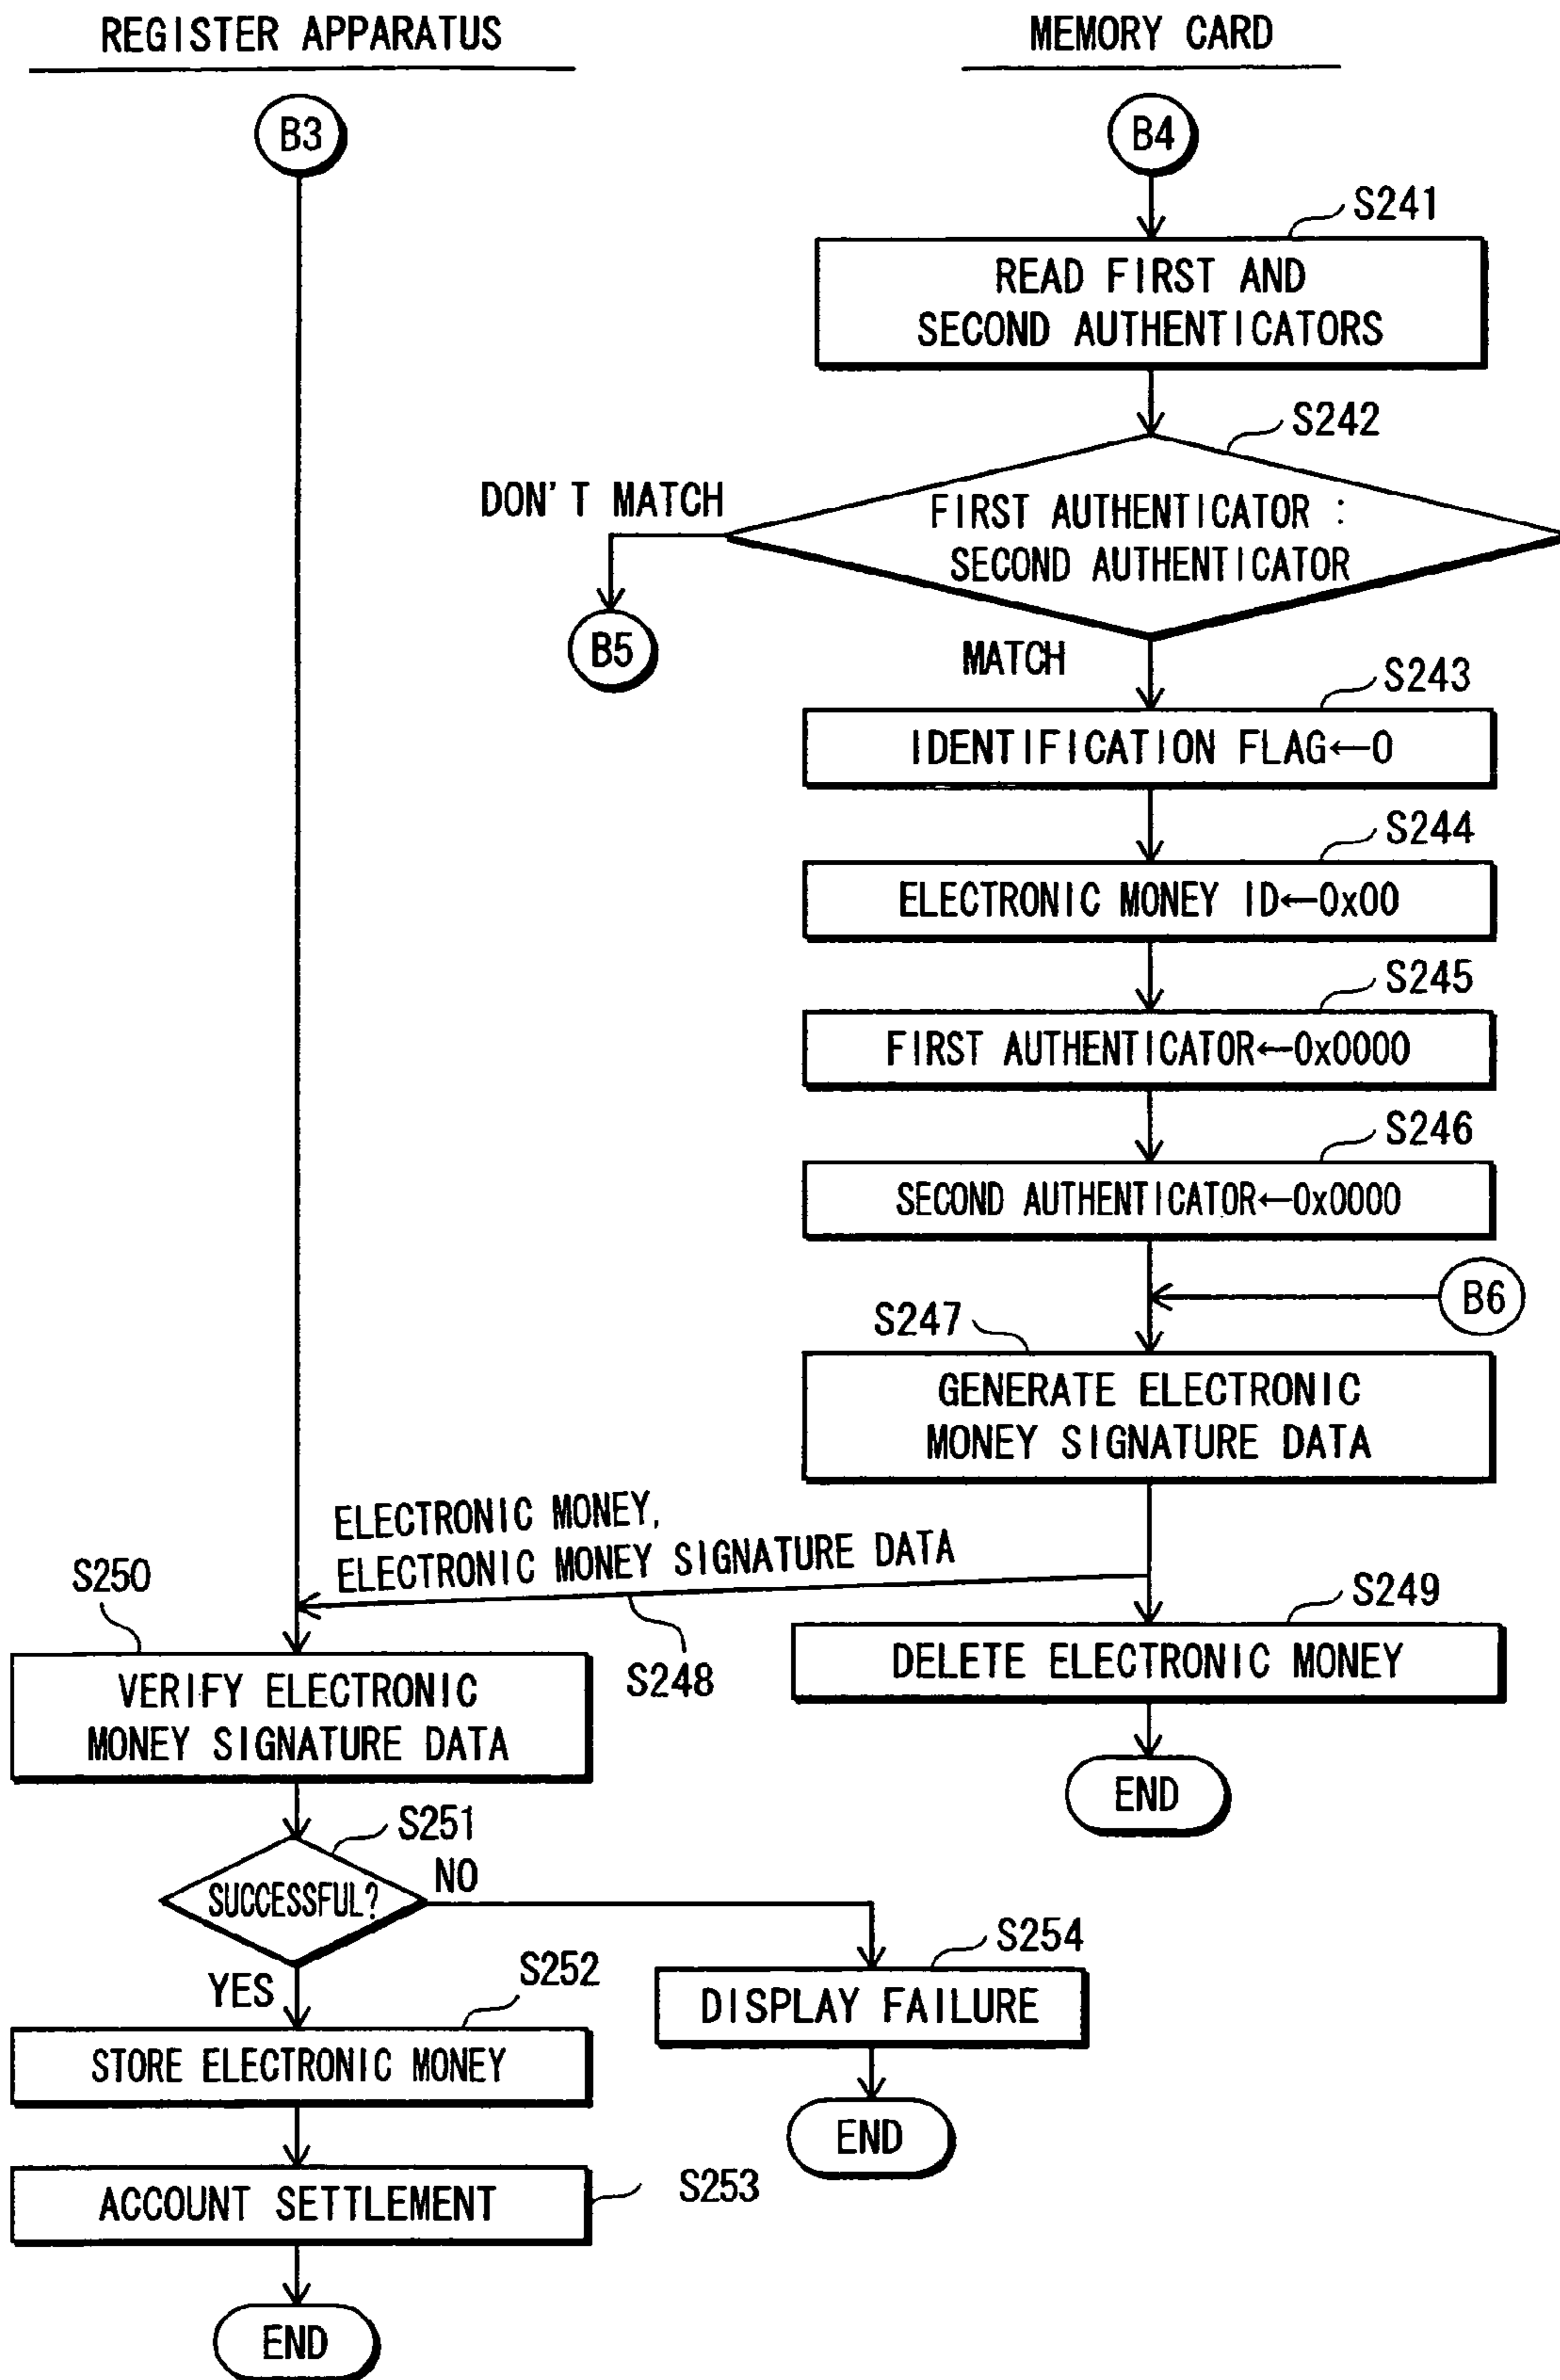 REGISTER APPARATUS
MEMORY CARD
B3
B4
S241
READ FIRST AND
SECOND AUTHENTICATORS
S242
DON'T MATCH
FIRST AUTHENTICATOR :
SECOND AUTHENTICATOR
B5
MATCH
S243
IDENTIFICATION FLAG←0
S244
ELECTRONIC MONEY ID←0x00
S245
FIRST AUTHENTICATOR←0x0000
S246
SECOND AUTHENTICATOR←0x0000
B6
S247
GENERATE ELECTRONIC
MONEY SIGNATURE DATA
ELECTRONIC MONEY,
ELECTRONIC MONEY SIGNATURE DATA
S248
S249
DELETE ELECTRONIC MONEY
END
S250
VERIFY ELECTRONIC
MONEY SIGNATURE DATA
S251
SUCCESSFUL?
NO
YES
S254
DISPLAY FAILURE
END
S252
STORE ELECTRONIC MONEY
ACCOUNT SETTLEMENT
S253
END